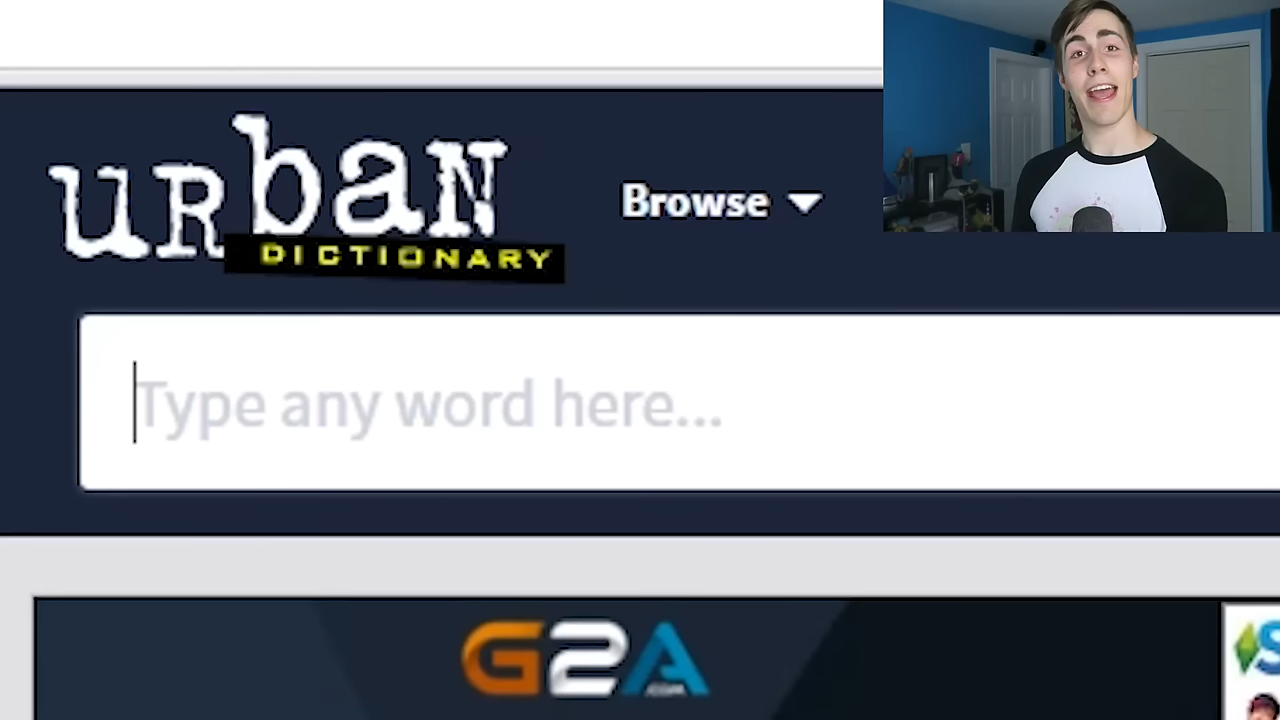 urban
DICTIONARY
Browse
Type any word here...
G2A
.COM
S